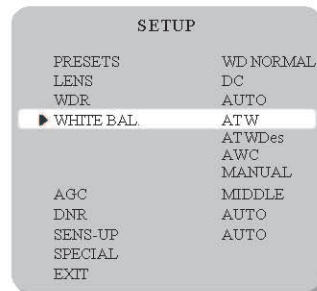 SETUP
PRESETS WD NORMAL
LENS DC
WDR AUTO
WHITE BAL. ATW
ATWDes
AWC
MANUAL
AGC MIDDLE
DNR AUTO
SENS-UP AUTO
SPECIAL
EXIT